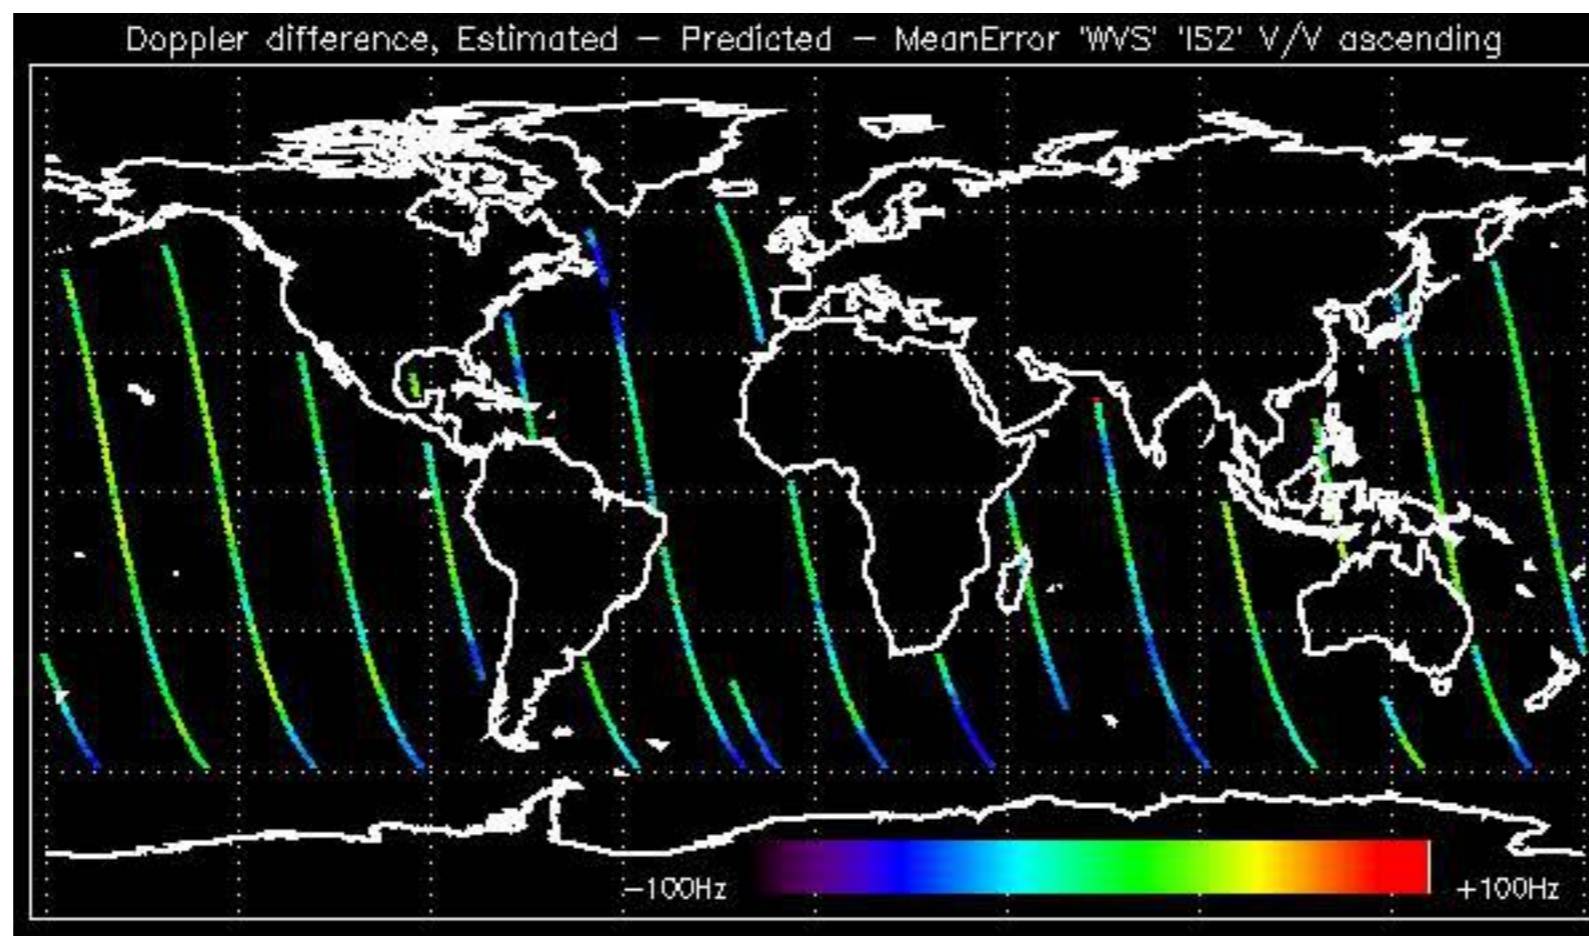 Doppler difference, Estimated − Predicted − MeanError 'WVS' 'IS2' V/V ascending
−100Hz +100Hz